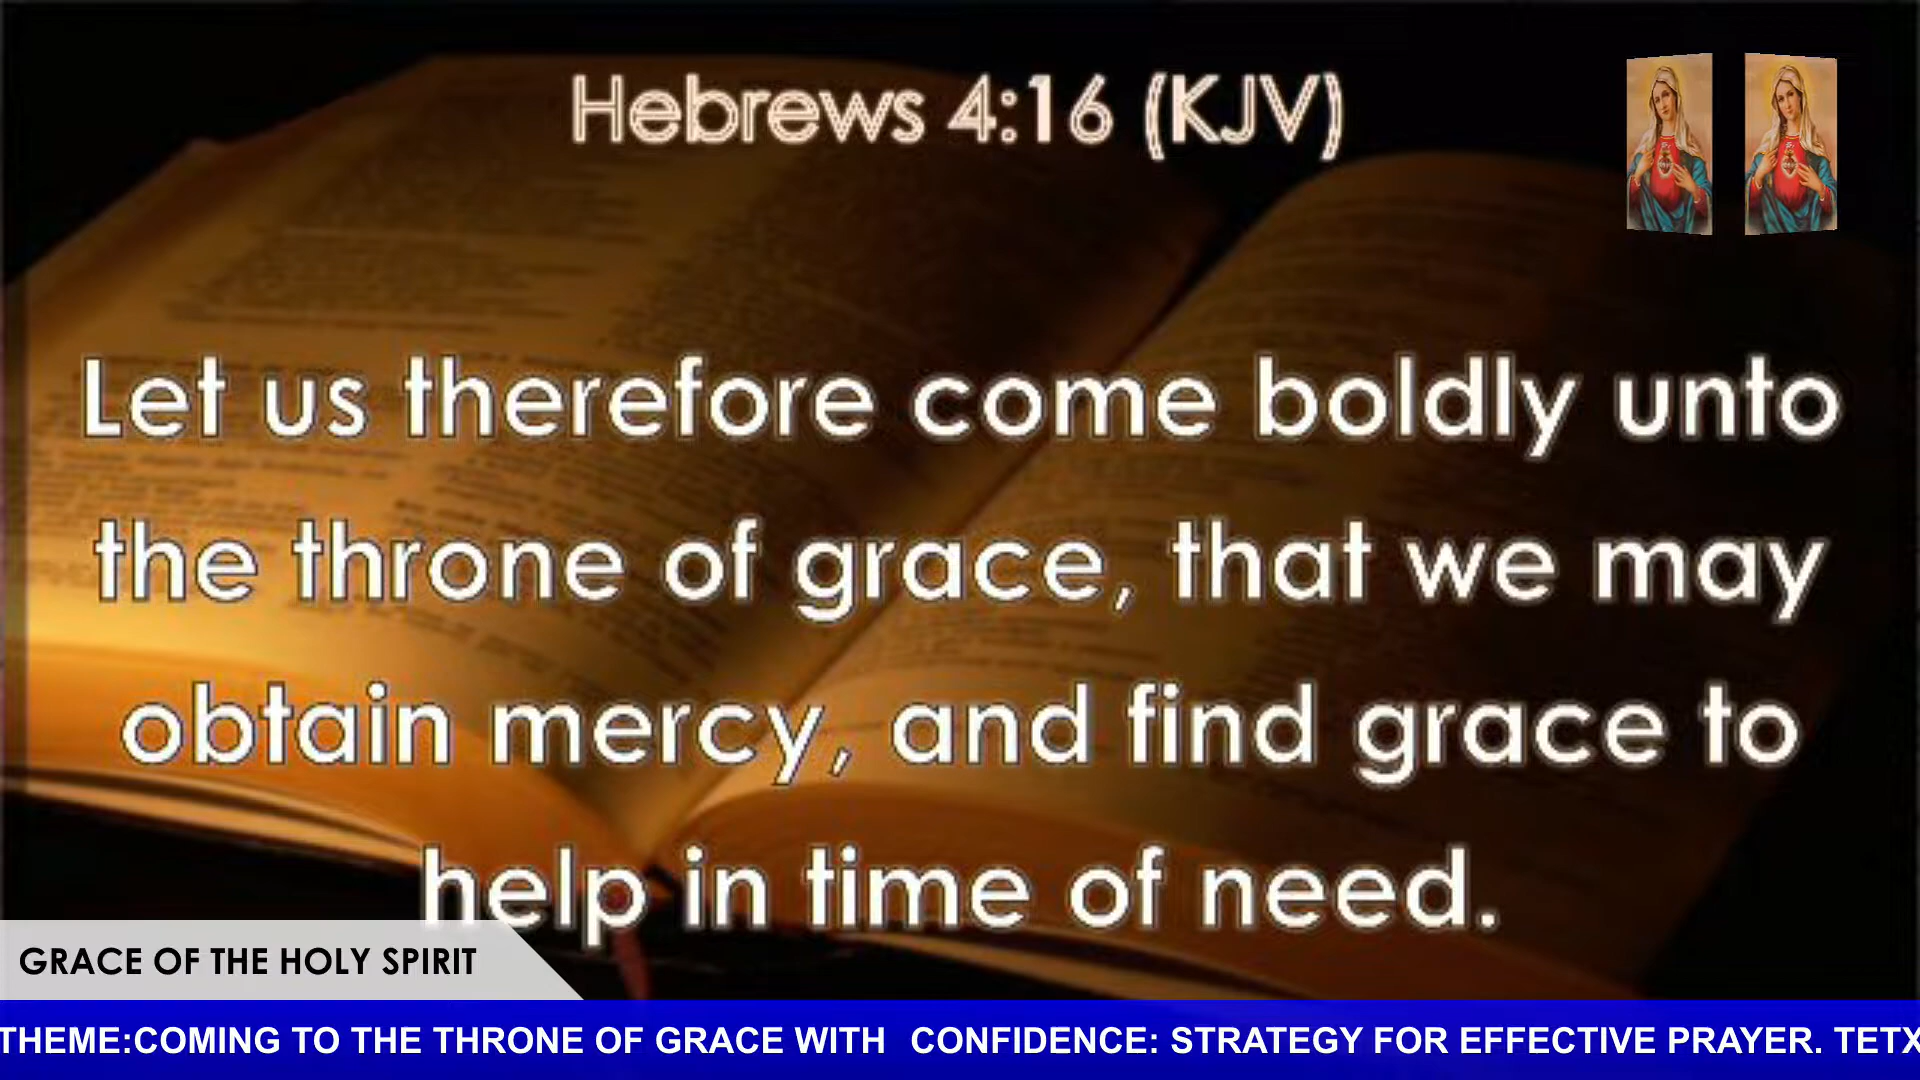 Hebrews 4:16 (KJV)
Let us therefore come boldly unto
the throne of grace, that we may
obtain mercy, and find grace to
help in time of need.
GRACE OF THE HOLY SPIRIT
THEME:COMING TO THE THRONE OF GRACE WITH CONFIDENCE: STRATEGY FOR EFFECTIVE PRAYER. TETX